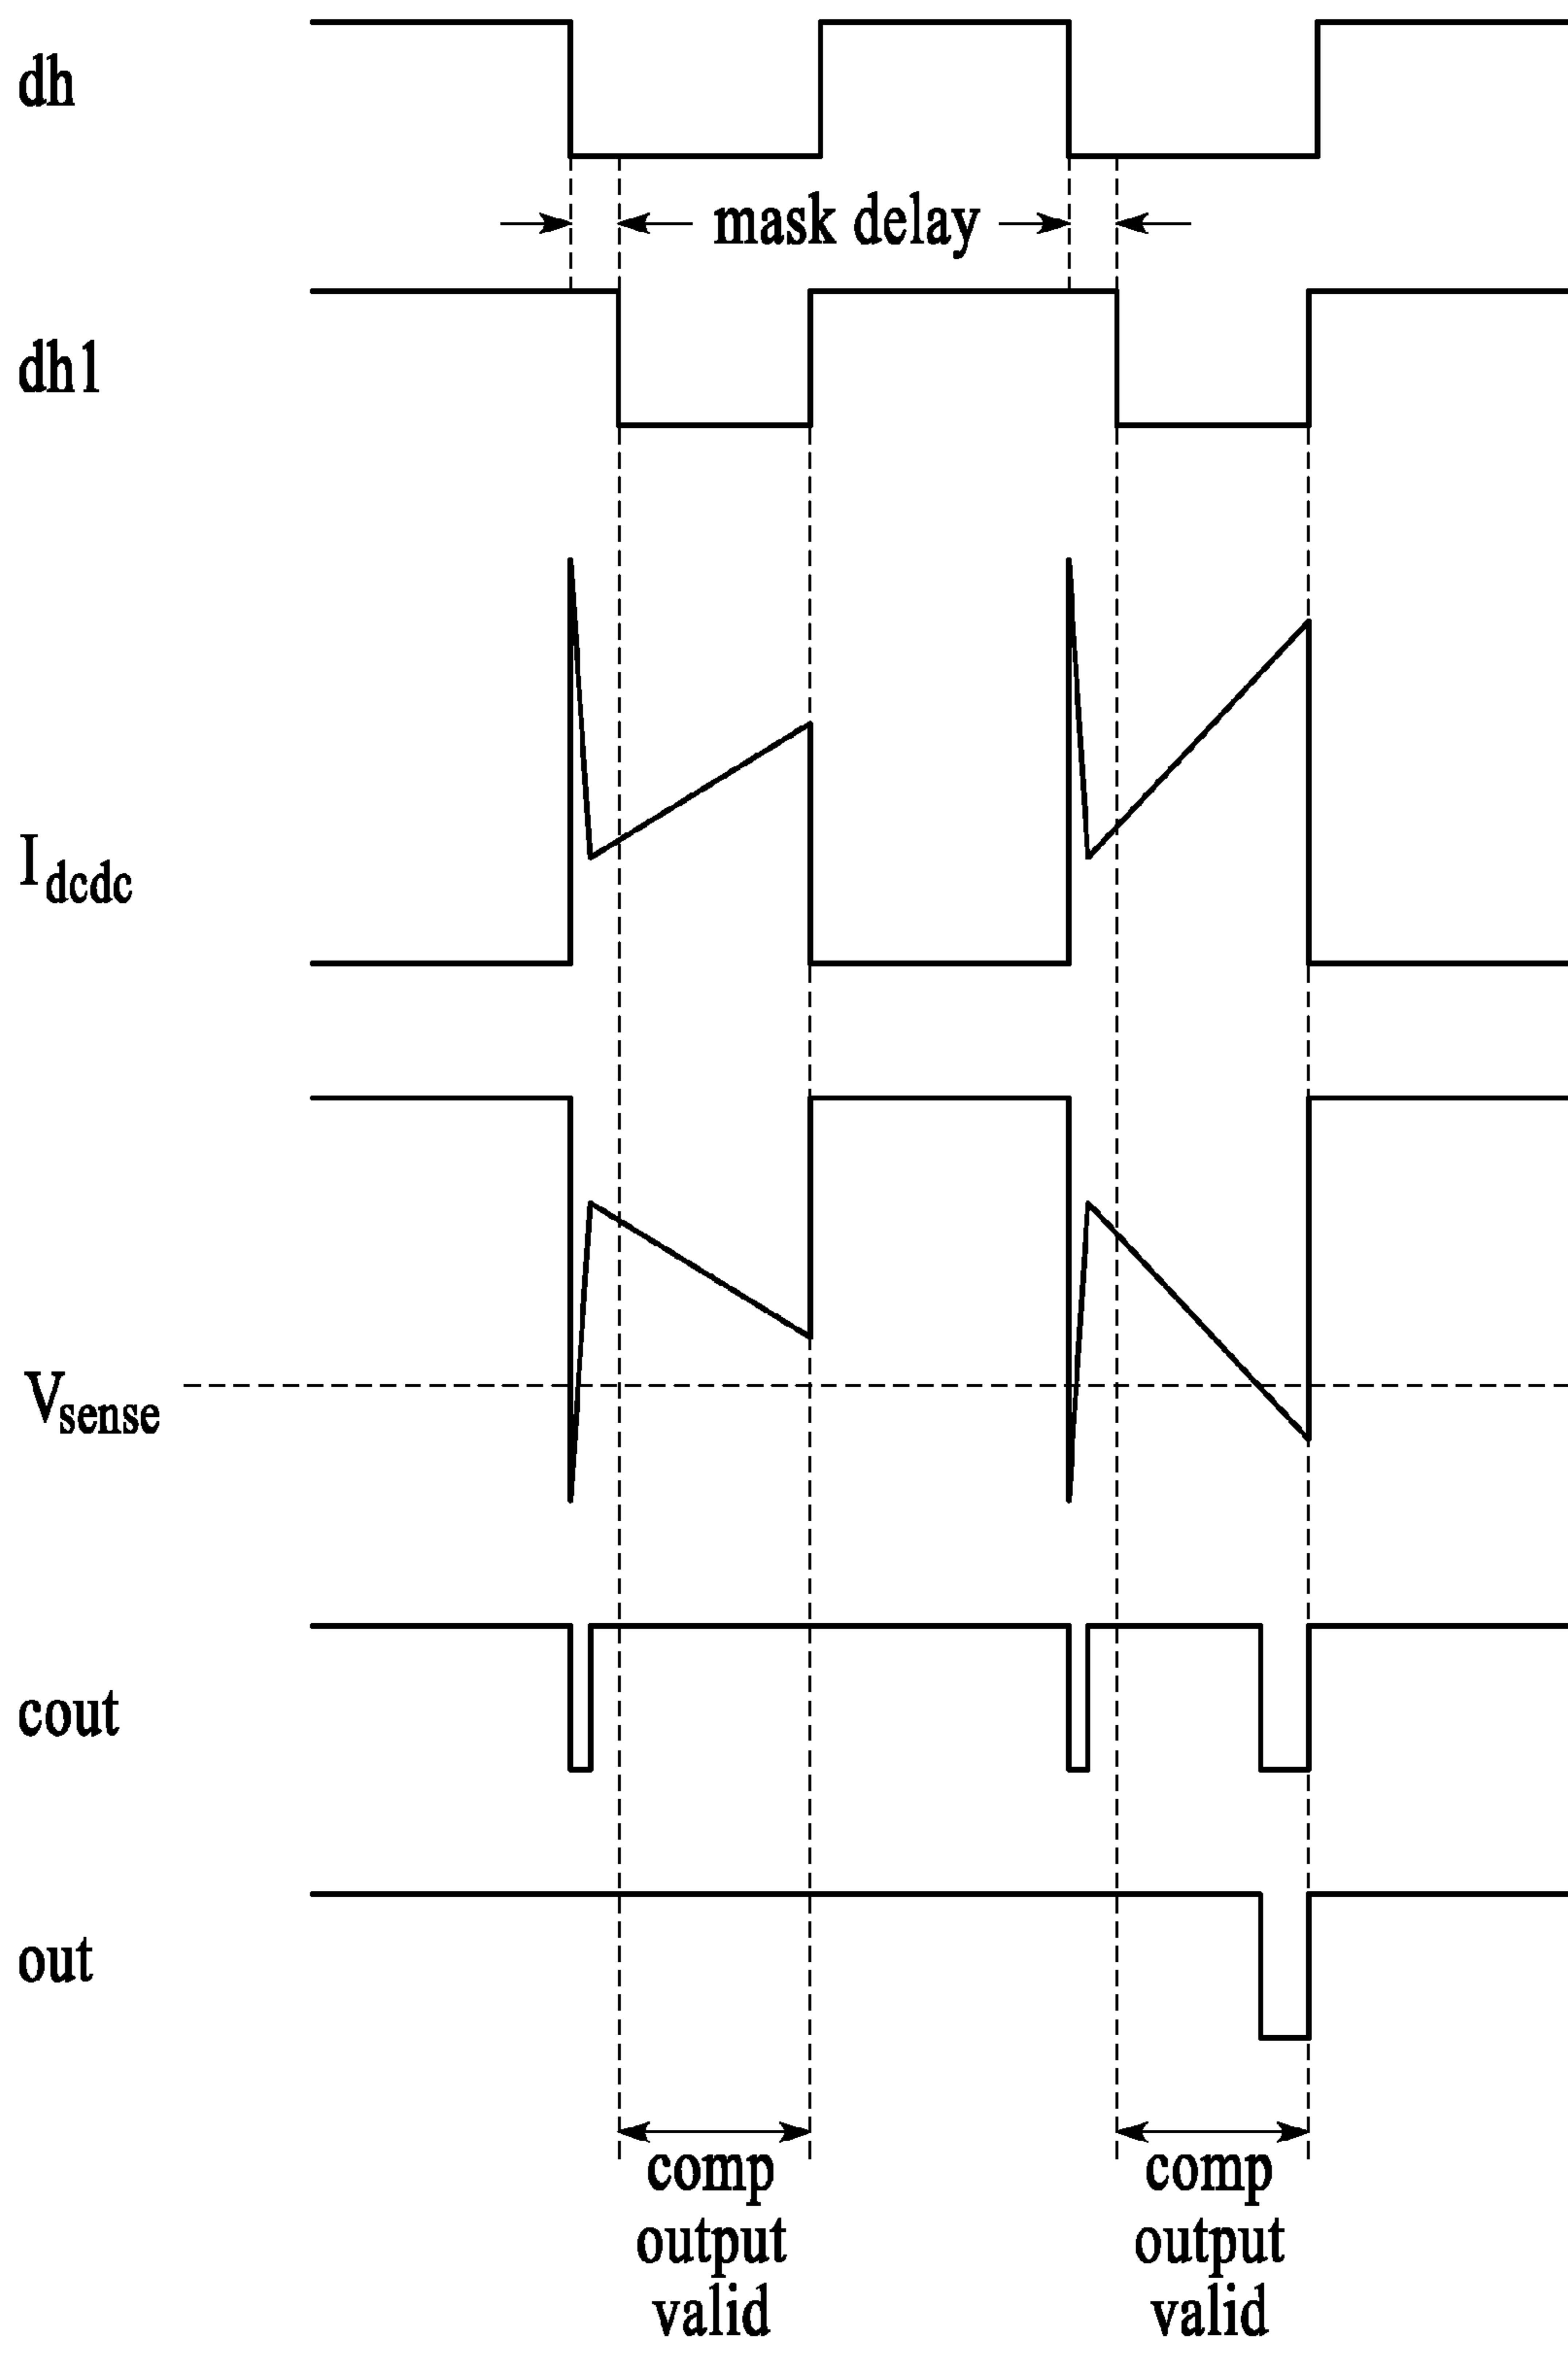 dh
mask delay
dh1
Idcdc
Vsense
cout
out
comp comp
output output
valid valid